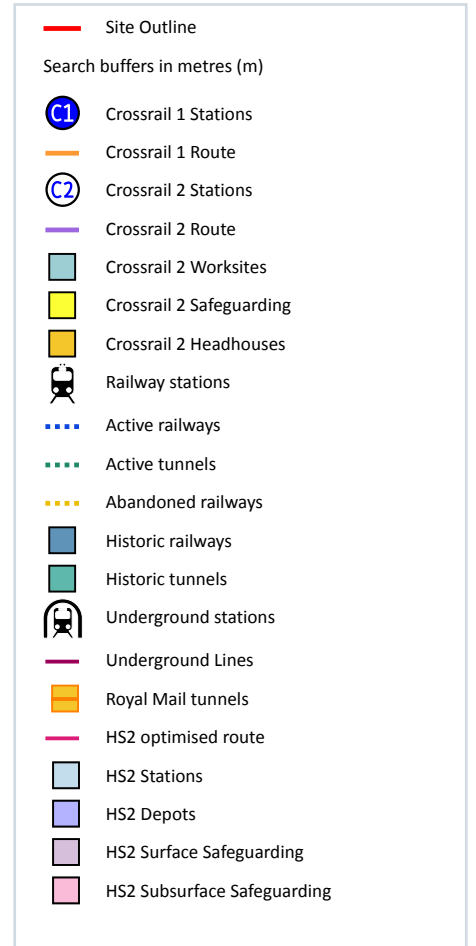 Site Outline
Search buffers in metres (m)
C1 Crossrail 1 Stations
Crossrail 1 Route
C2 Crossrail 2 Stations
Crossrail 2 Route
Crossrail 2 Worksites
Crossrail 2 Safeguarding
Crossrail 2 Headhouses
Railway stations
Active railways
Active tunnels
Abandoned railways
Historic railways
Historic tunnels
Underground stations
Underground Lines
Royal Mail tunnels
HS2 optimised route
HS2 Stations
HS2 Depots
HS2 Surface Safeguarding
HS2 Subsurface Safeguarding